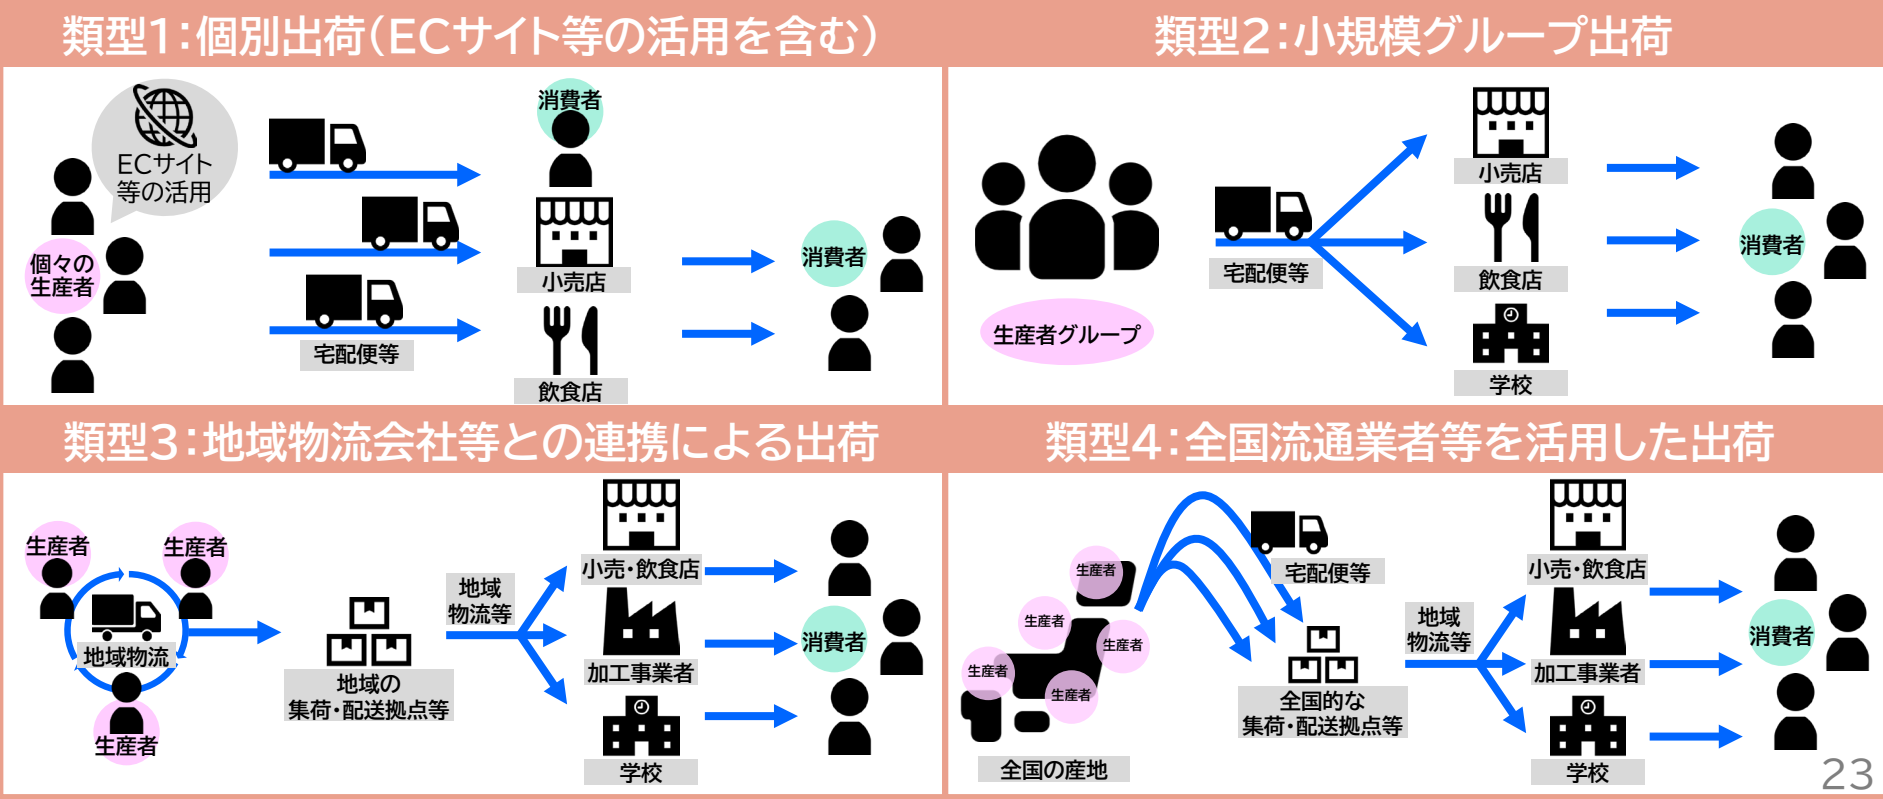 類型1：個別出荷（ECサイト等の活用を含む）
ECサイト
等の活用
個々の
生産者
宅配便等
消費者
小売店
飲食店
消費者
類型2：小規模グループ出荷
生産者グループ
宅配便等
小売店
飲食店
学校
消費者
類型3：地域物流会社等との連携による出荷
生産者
生産者
地域物流
生産者
地域の
集荷・配送拠点等
地域
物流等
小売・飲食店
加工事業者
学校
消費者
類型4：全国流通業者等を活用した出荷
生産者
生産者
生産者
生産者
生産者
全国の産地
宅配便等
全国的な
集荷・配送拠点等
地域
物流等
小売・飲食店
加工事業者
学校
消費者
23